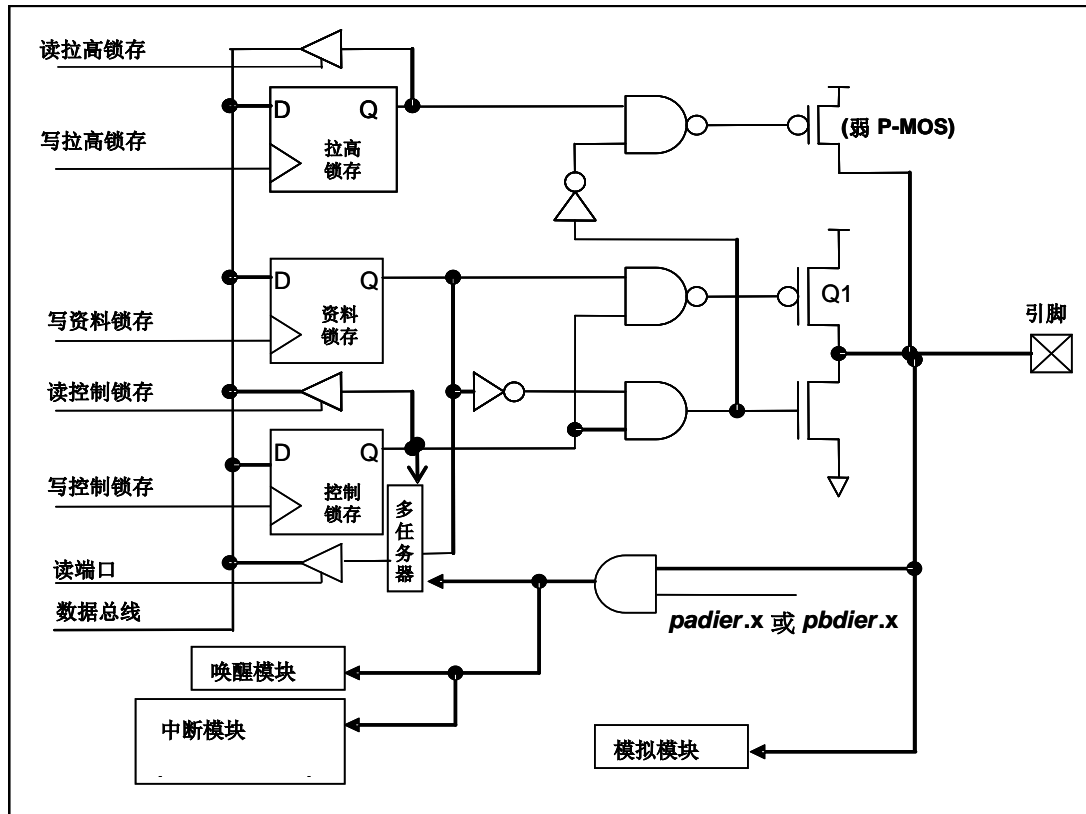 读拉高锁存
D Q
写拉高锁存
拉高
锁存
(弱 P-MOS)
D Q
资料
锁存
写资料锁存
Q1
引脚
读控制锁存
D Q
控制
锁存
写控制锁存
多
任
务
器
读端口
数据总线
padier.x 或 pbdier.x
唤醒模块
中断模块
模拟模块